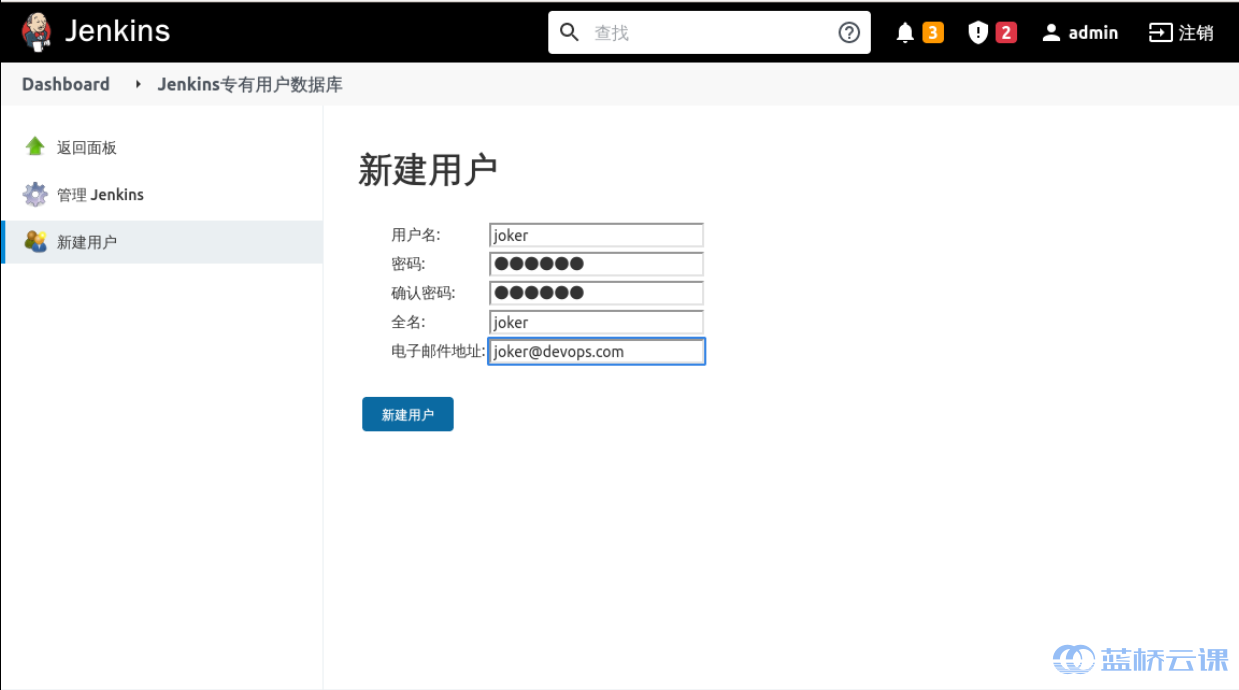 Jenkins 查找 3 2 admin 注销
Dashboard Jenkins专有用户数据库
返回面板
管理 Jenkins
新建用户
新建用户
用户名: joker
密码: ●●●●●●
确认密码: ●●●●●●
全名: joker
电子邮件地址: joker@devops.com
新建用户
蓝桥云课